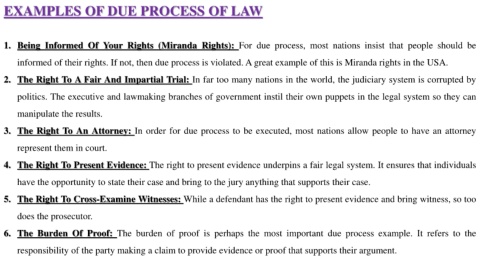 EXAMPLES OF DUE PROCESS OF LAW
1. Being Informed Of Your Rights (Miranda Rights): For due process, most nations insist that people should be
informed of their rights. If not, then due process is violated. A great example of this is Miranda rights in the USA.
2. The Right To A Fair And Impartial Trial: In far too many nations in the world, the judiciary system is corrupted by
politics. The executive and lawmaking branches of government instil their own puppets in the legal system so they can
manipulate the results.
3. The Right To An Attorney: In order for due process to be executed, most nations allow people to have an attorney
represent them in court.
4. The Right To Present Evidence: The right to present evidence underpins a fair legal system. It ensures that individuals
have the opportunity to state their case and bring to the jury anything that supports their case.
5. The Right To Cross-Examine Witnesses: While a defendant has the right to present evidence and bring witness, so too
does the prosecutor.
6. The Burden Of Proof: The burden of proof is perhaps the most important due process example. It refers to the
responsibility of the party making a claim to provide evidence or proof that supports their argument.